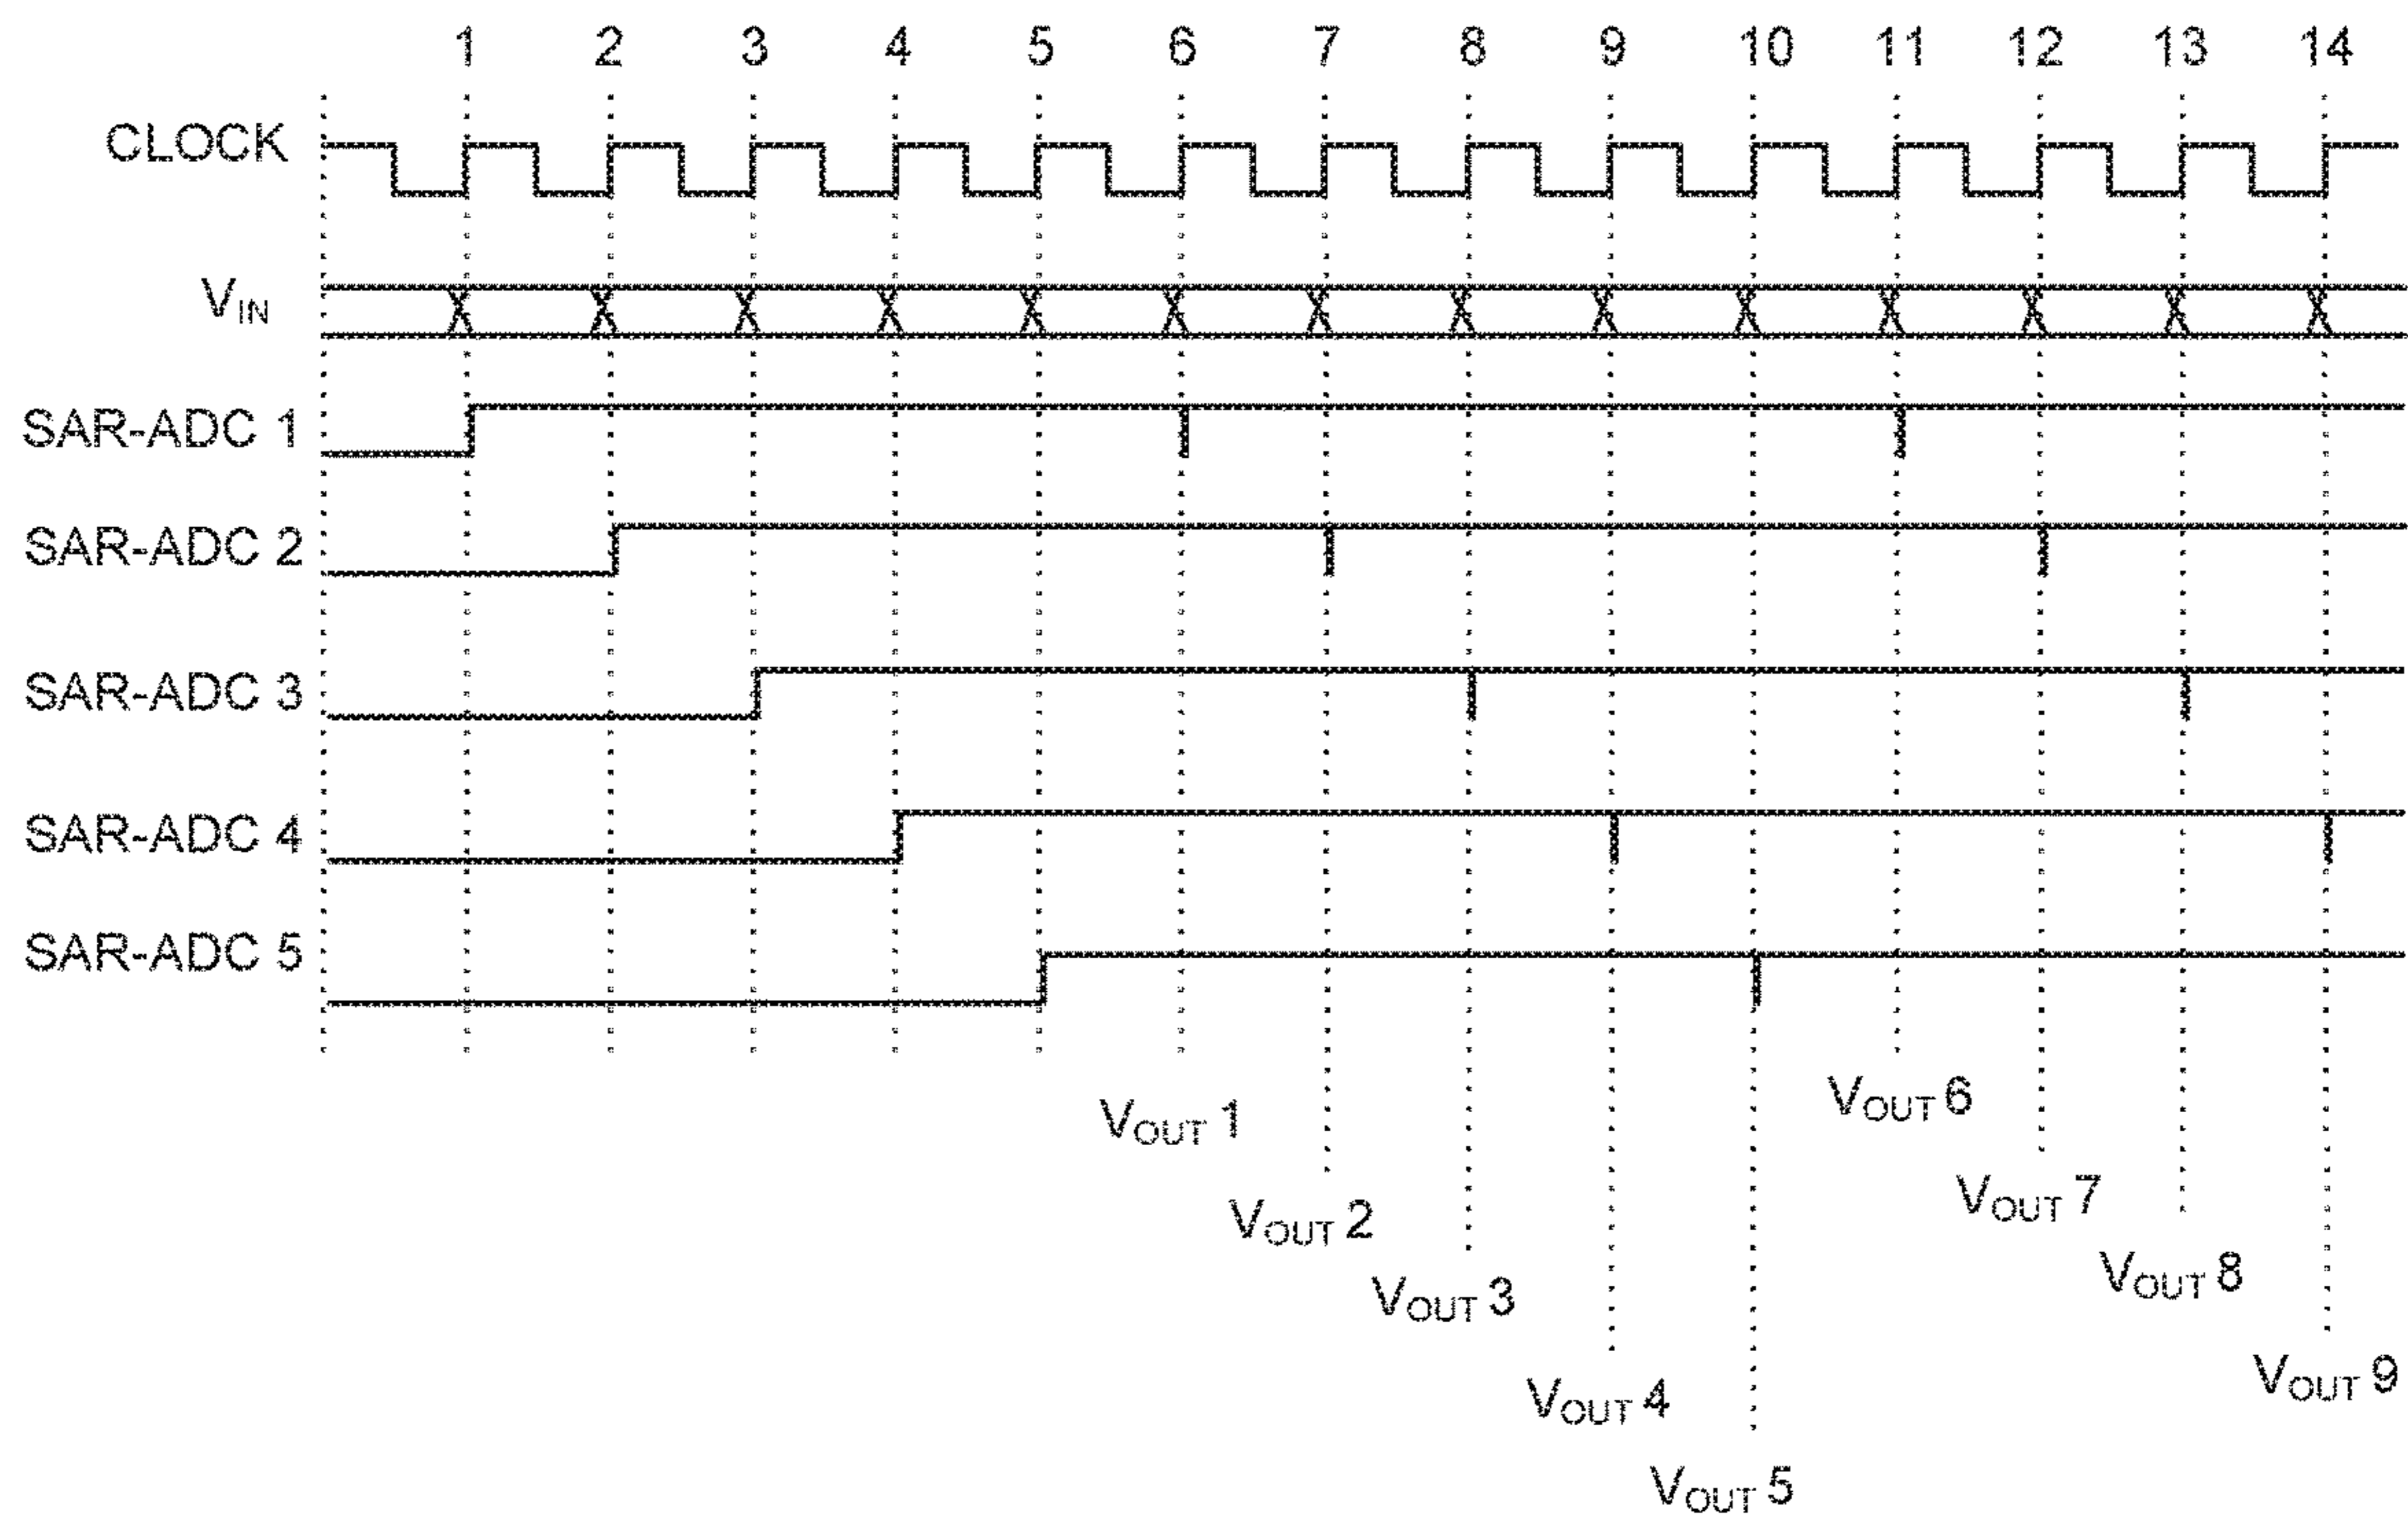 1 2 3 4 5 6 7 8 9 10 11 12 13 14
CLOCK
VIN
SAR-ADC 1
SAR-ADC 2
SAR-ADC 3
SAR-ADC 4
SAR-ADC 5
VOUT 1
VOUT 6
VOUT 2
VOUT 7
VOUT 3
VOUT 8
VOUT 4
VOUT 9
VOUT 5